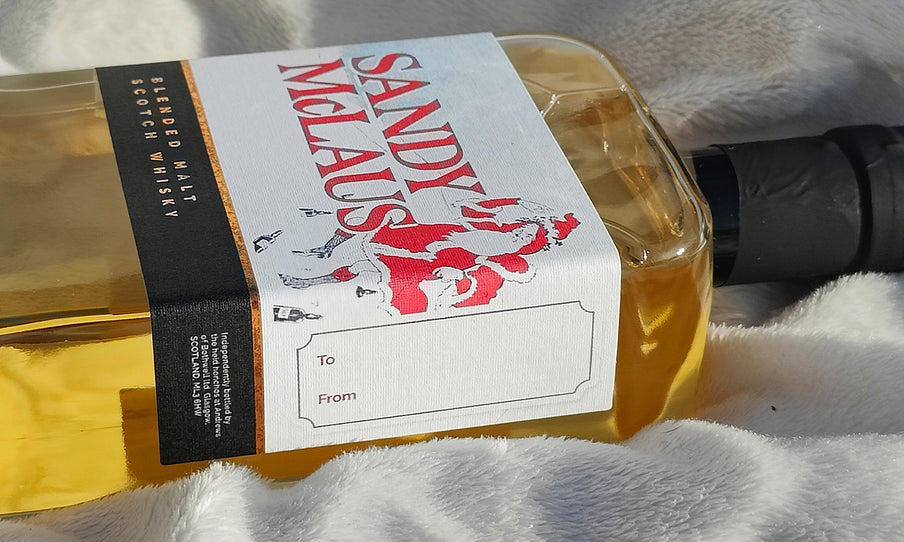 SANDY
McLAUS
To
From
BLENDED MALT
SCOTCH WHISKY
Independently bottled by
the heid honchos at Andrews
of Bothwell ltd. Glasgow,
SCOTLAND, ML3 6HW